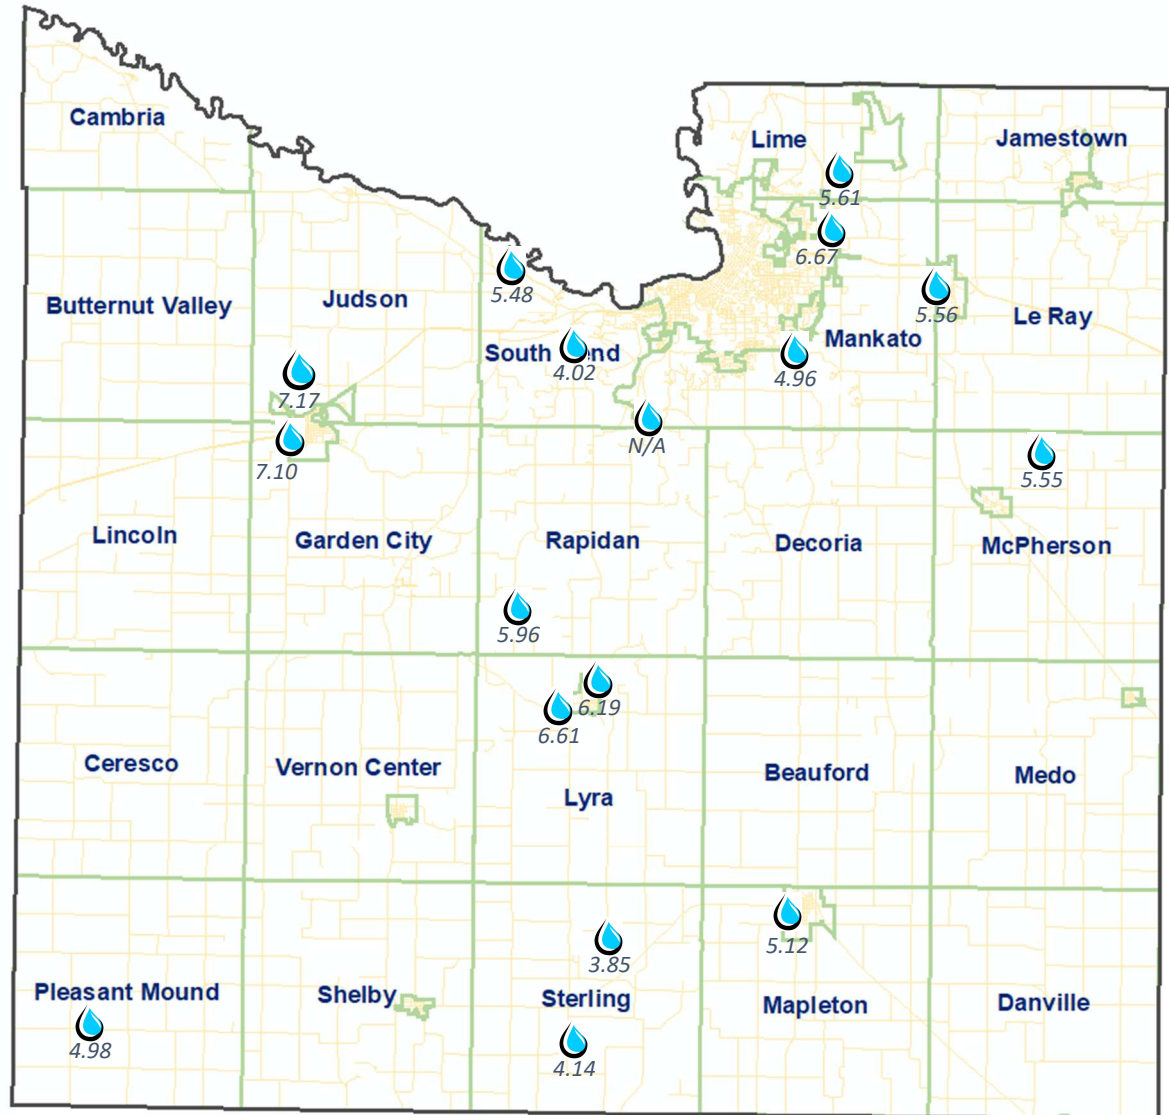 Cambria
Lime
Jamestown
5.61
6.67
5.48
5.56
Butternut Valley
Judson
Le Ray
Mankato
South end
4.02
4.96
7.17
N/A
7.10
5.55
Lincoln
Garden City
Rapidan
Decoria
McPherson
5.96
6.19
6.61
Ceresco
Vernon Center
Lyra
Beauford
Medo
5.12
3.85
Pleasant Mound
Shelby
Sterling
Mapleton
Danville
4.98
4.14